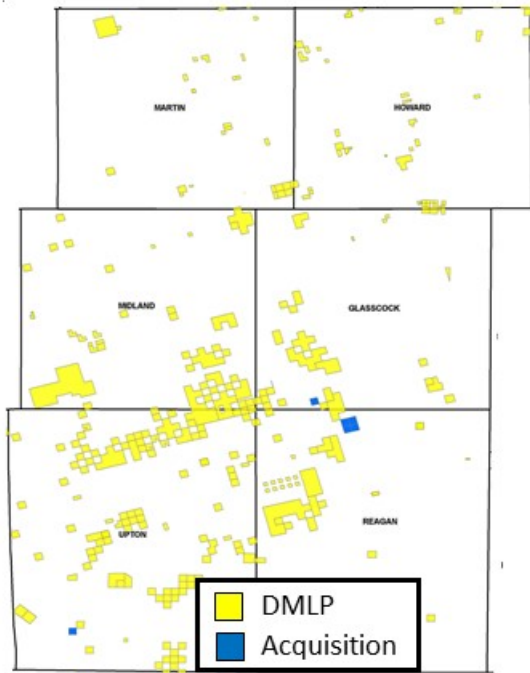 MARTIN
HOWARD
MIDLAND
GLASSCOCK
UPTON
REAGAN
DMLP
Acquisition